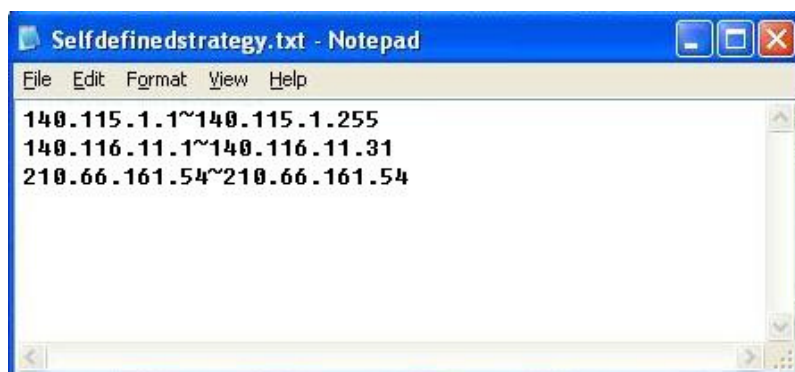 Selfdefinedstrategy.txt - Notepad
File Edit Format View Help
140.115.1.1~140.115.1.255
140.116.11.1~140.116.11.31
210.66.161.54~210.66.161.54